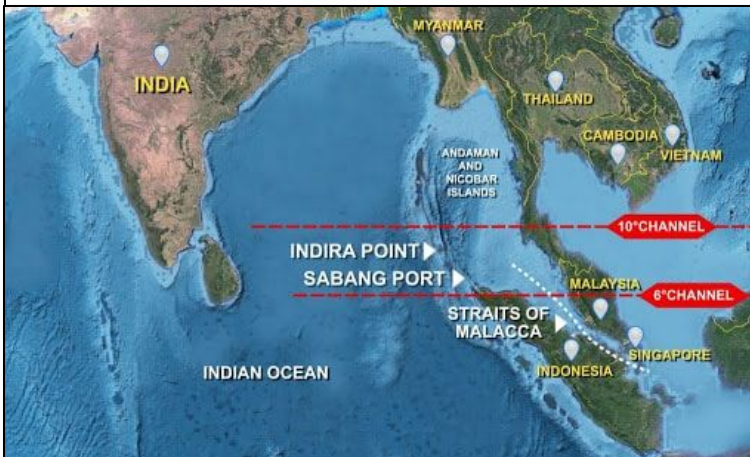 MYANMAR
INDIA
THAILAND
CAMBODIA
VIETNAM
ANDAMAN
AND
NICOBAR
ISLANDS
10°CHANNEL
INDIRA POINT
SABANG PORT
MALAYSIA
6°CHANNEL
STRAITS OF
MALACCA
SINGAPORE
INDONESIA
INDIAN OCEAN